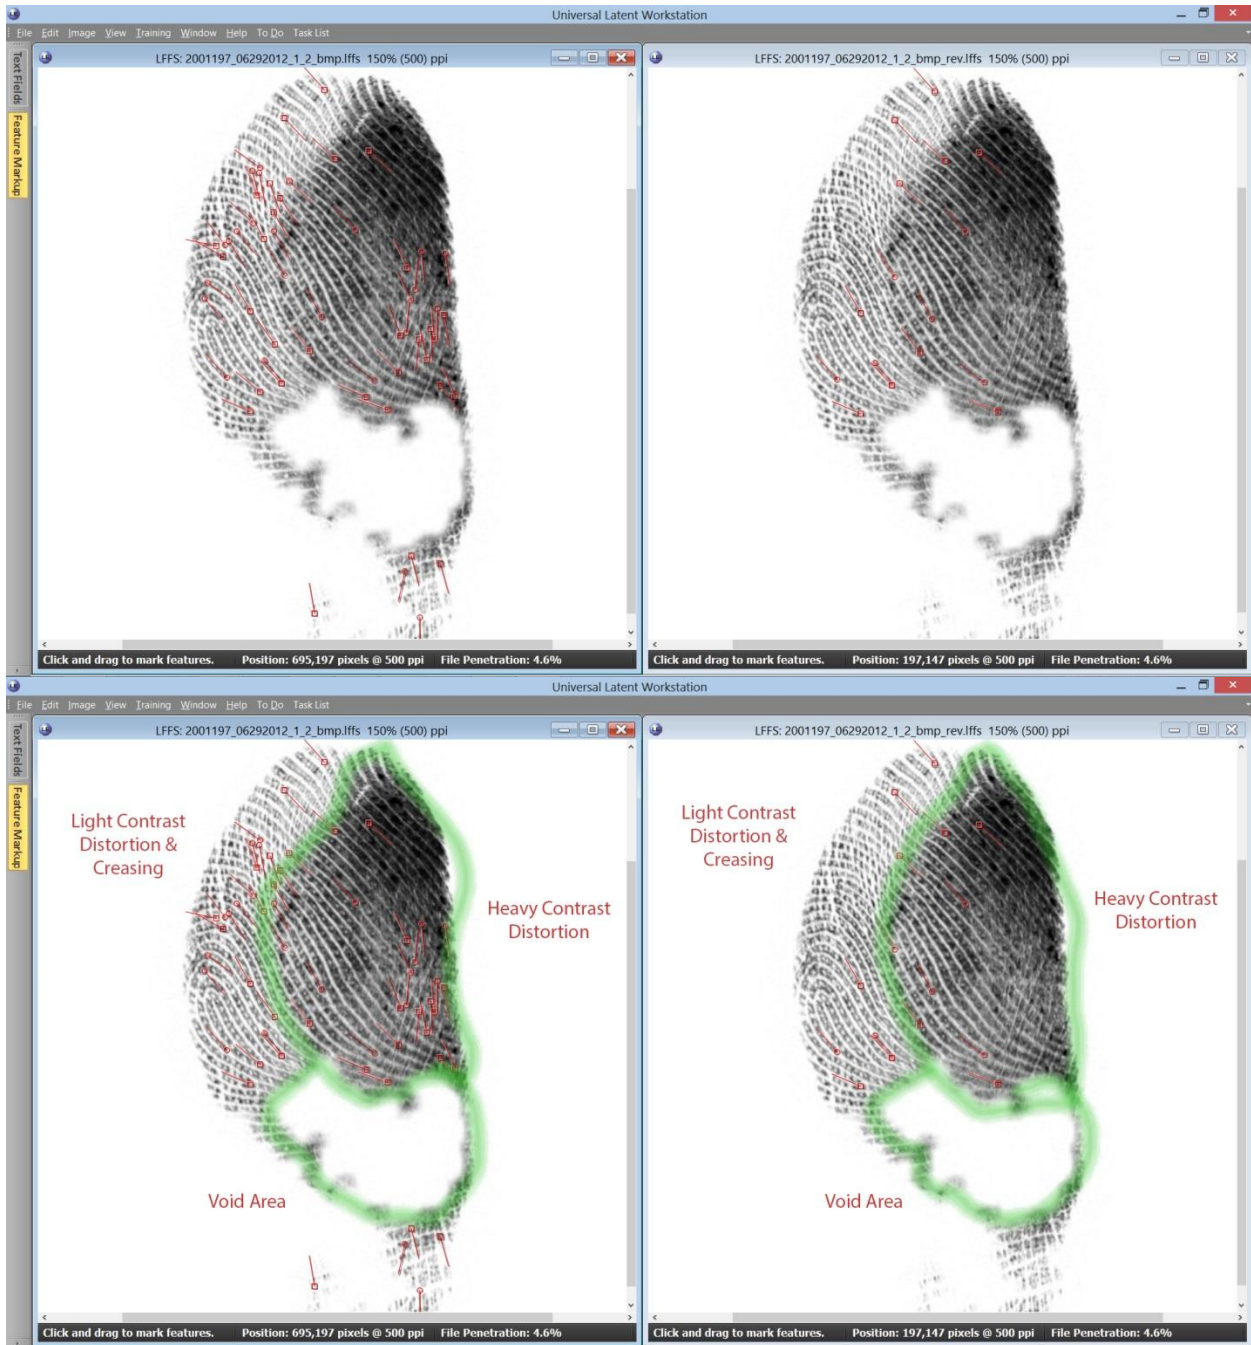 Universal Latent Workstation
File Edit Image View Training Window Help To Do Task List
Text Fields
Feature Markup
LFFS: 2001197_06292012_1_2_bmp.lffs 150% (500) ppi
Click and drag to mark features. Position: 695,197 pixels @ 500 ppi File Penetration: 4.6%
LFFS: 2001197_06292012_1_2_bmp_rev.lffs 150% (500) ppi
Click and drag to mark features. Position: 197,147 pixels @ 500 ppi File Penetration: 4.6%
Universal Latent Workstation
File Edit Image View Training Window Help To Do Task List
Text Fields
Feature Markup
LFFS: 2001197_06292012_1_2_bmp.lffs 150% (500) ppi
Light Contrast
Distortion &
Creasing
Heavy Contrast
Distortion
Void Area
Click and drag to mark features. Position: 695,197 pixels @ 500 ppi File Penetration: 4.6%
LFFS: 2001197_06292012_1_2_bmp_rev.lffs 150% (500) ppi
Light Contrast
Distortion &
Creasing
Heavy Contrast
Distortion
Void Area
Click and drag to mark features. Position: 197,147 pixels @ 500 ppi File Penetration: 4.6%